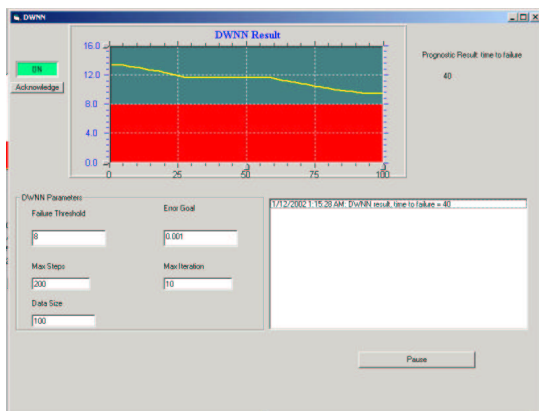 DWNN
DWNN Result
16.0
12.0
8.0
4.0
0.0
0
25
50
75
100
ON
Acknowledge
Prognostic Result: time to failure
40
DWNN Parameters
Failure Threshold
Error Goal
8
0.001
Max Steps
Max Iteration
200
10
Data Size
100
1/12/2002 1:15:28 AM: DWNN result, time to failure = 40
Pause